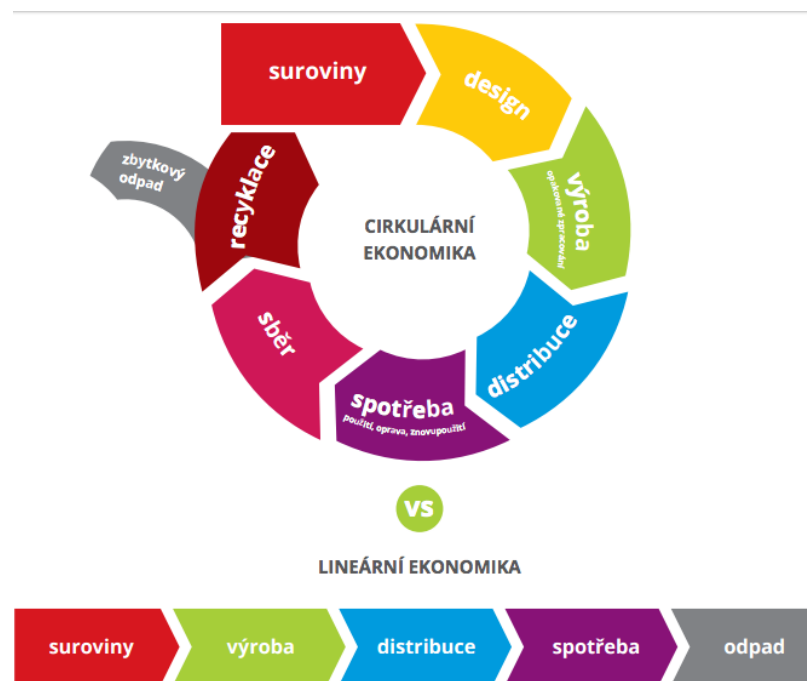 suroviny
design
výroba
opakované zpracování
distribuce
spotřeba
použití, oprava, znovupoužití
sběr
recyklace
zbytkový
odpad
CIRKULÁRNÍ
EKONOMIKA
VS
LINEÁRNÍ EKONOMIKA
suroviny
výroba
distribuce
spotřeba
odpad